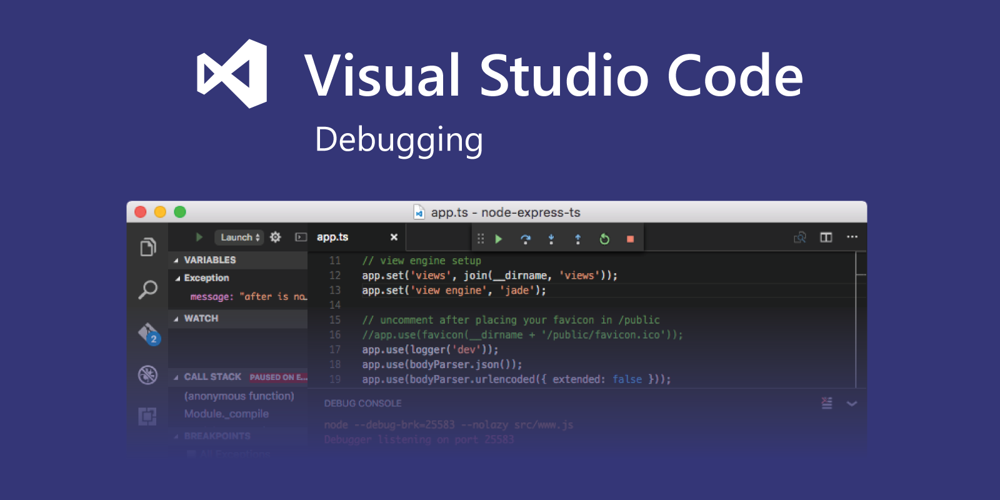 Visual Studio Code
Debugging
app.ts - node-express-ts
Launch
app.ts
VARIABLES
Exception
message: "after is no…
WATCH
2
CALL STACK PAUSED ON E...
(anonymous function)
Module._compile
BREAKPOINTS
All Exceptions
11 // view engine setup
12 app.set('views', join(__dirname, 'views'));
13 app.set('view engine', 'jade');
14
15 // uncomment after placing your favicon in /public
16 //app.use(favicon(__dirname + '/public/favicon.ico'));
17 app.use(logger('dev'));
18 app.use(bodyParser.json());
19 app.use(bodyParser.urlencoded({ extended: false }));
DEBUG CONSOLE
node --debug-brk=25583 --nolazy src/www.js
Debugger listening on port 25583